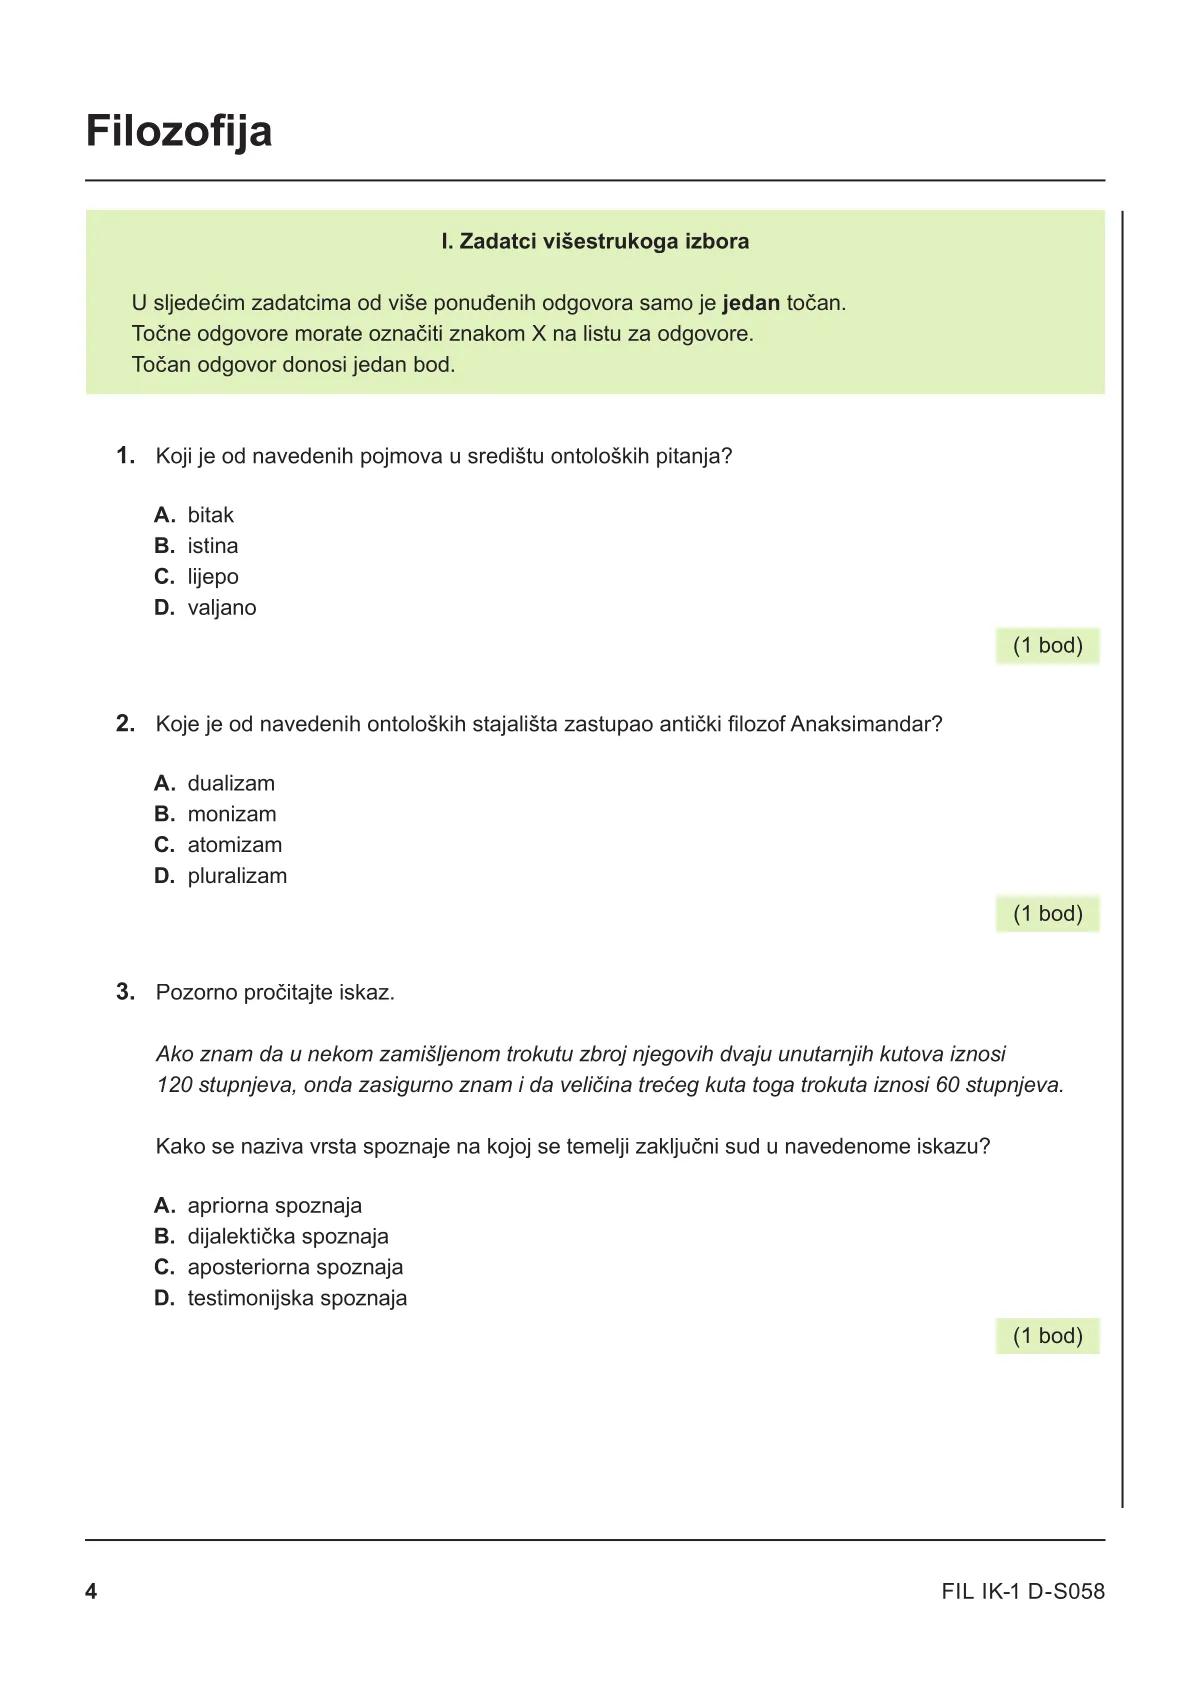 Filozofija
I. Zadatci višestrukoga izbora
U sljedećim zadatcima od više ponuđenih odgovora samo je jedan točan.
Točne odgovore morate označiti znakom X na listu za odgovore.
Točan odgovor donosi jedan bod.
1. Koji je od navedenih pojmova u središtu ontoloških pitanja?
A. bitak
B. istina
C. lijepo
D. valjano
(1 bod)
2. Koje je od navedenih ontoloških stajališta zastupao antički filozof Anaksimandar?
A. dualizam
B. monizam
C. atomizam
D. pluralizam
(1 bod)
3. Pozorno pročitajte iskaz.
Ako znam da u nekom zamišljenom trokutu zbroj njegovih dvaju unutarnjih kutova iznosi
120 stupnjeva, onda zasigurno znam i da veličina trećeg kuta toga trokuta iznosi 60 stupnjeva.
Kako se naziva vrsta spoznaje na kojoj se temelji zaključni sud u navedenome iskazu?
A. apriorna spoznaja
B. dijalektička spoznaja
C. aposteriorna spoznaja
D. testimonijska spoznaja
(1 bod)
4
FIL IK-1 D-S058